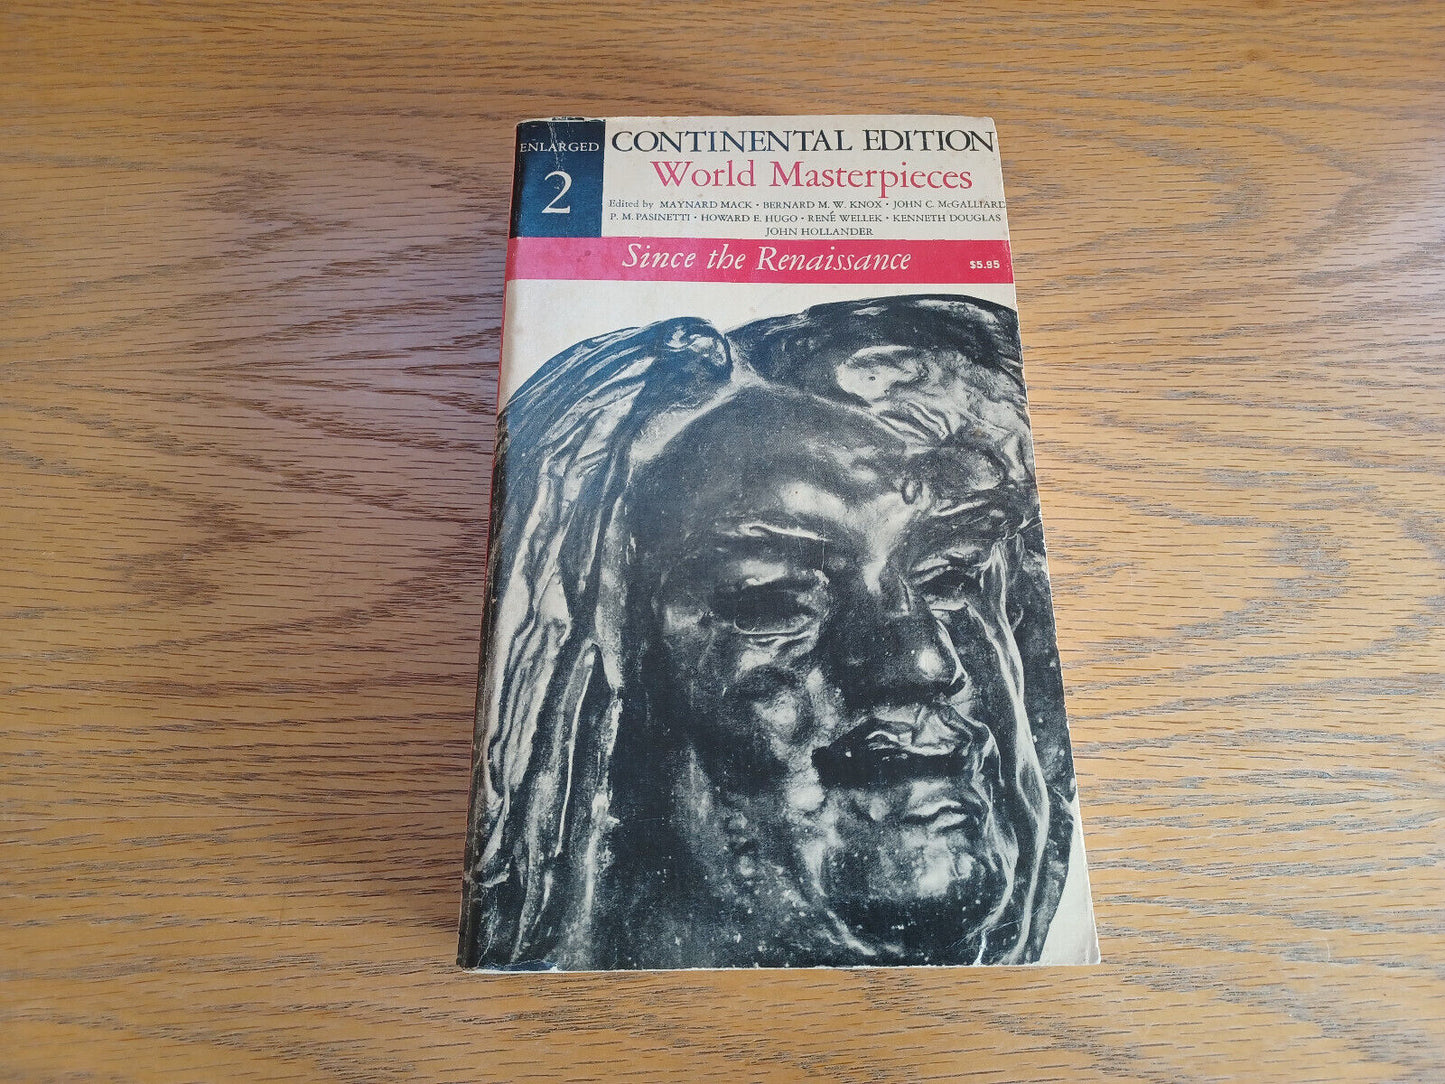 ENLARGED
2
CONTINENTAL EDITION
World Masterpieces
Edited by MAYNARD MACK · BERNARD M. W. KNOX · JOHN C. McGALLIARD
P. M. PASINETTI · HOWARD E. HUGO · RENÉ WELLEK · KENNETH DOUGLAS
JOHN HOLLANDER
Since the Renaissance
$5.95